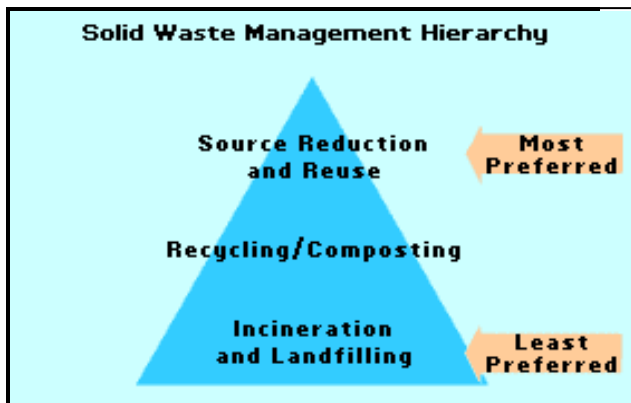 Solid Waste Management Hierarchy
Source Reduction
and Reuse
Most
Preferred
Recycling/Composting
Incineration
and Landfilling
Least
Preferred